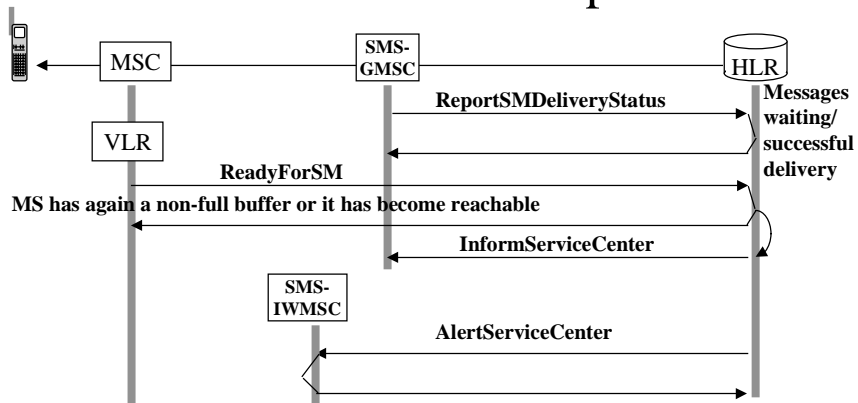 MSC
SMS-
GMSC
HLR
ReportSMDeliveryStatus
Messages
waiting/
successful
delivery
VLR
ReadyForSM
MS has again a non-full buffer or it has become reachable
InformServiceCenter
SMS-
IWMSC
AlertServiceCenter